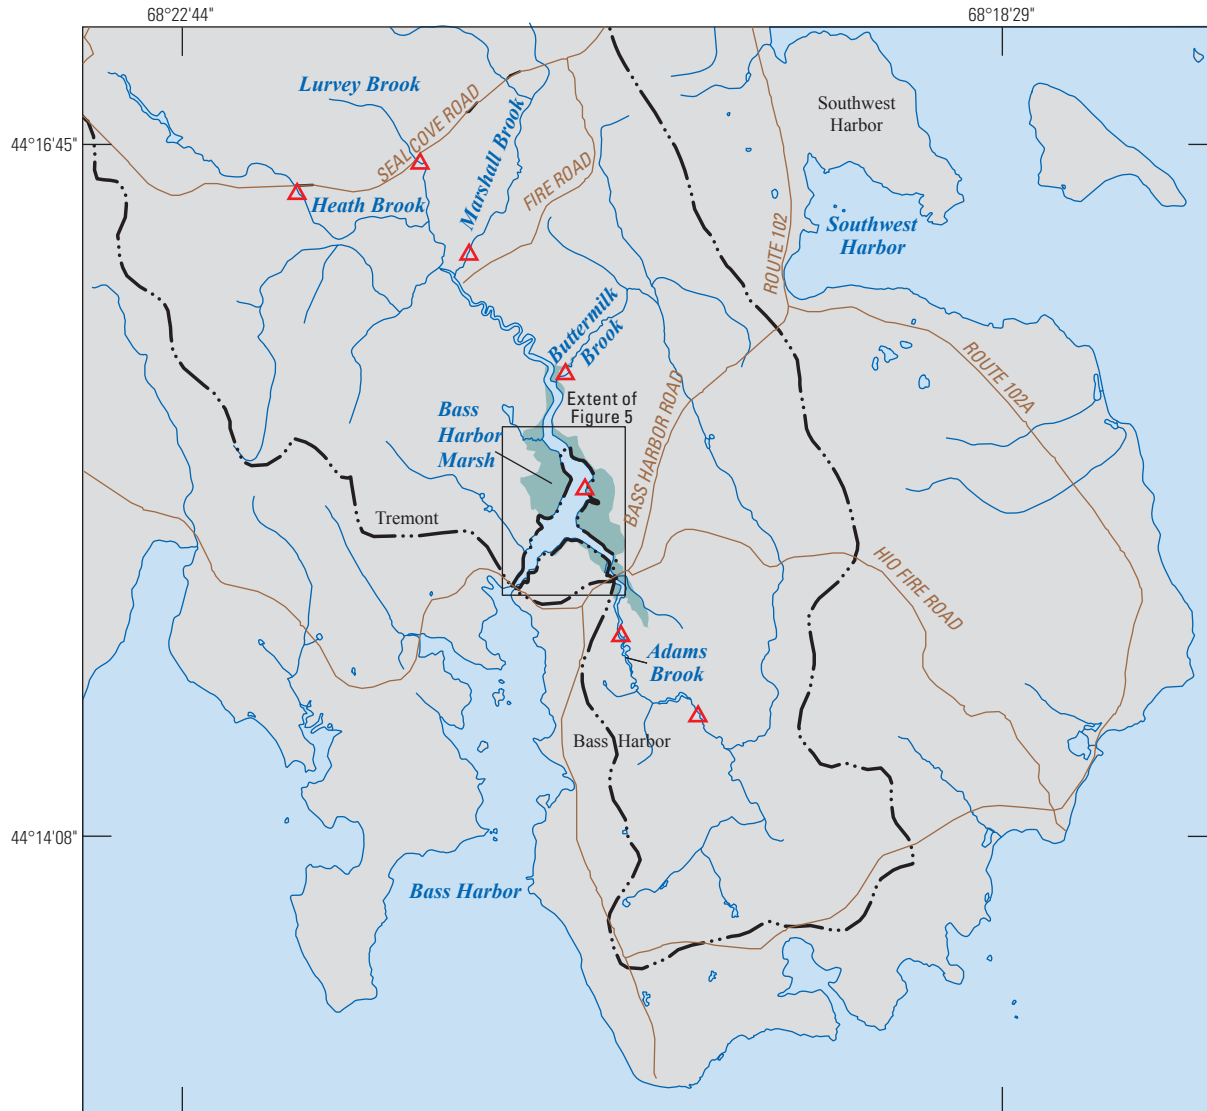 68°22'44"
68°18'29"
Lurvey Brook
SEAL COVE ROAD
Marshall Brook
Southwest
Harbor
44°16'45"
FIRE ROAD
Heath Brook
ROUTE 102
Southwest
Harbor
Buttermilk
Brook
ROUTE 102A
Extent of
Figure 5
Bass
Harbor
Marsh
BASS HARBOR ROAD
Tremont
HIO FIRE ROAD
Adams
Brook
Bass Harbor
44°14'08"
Bass Harbor